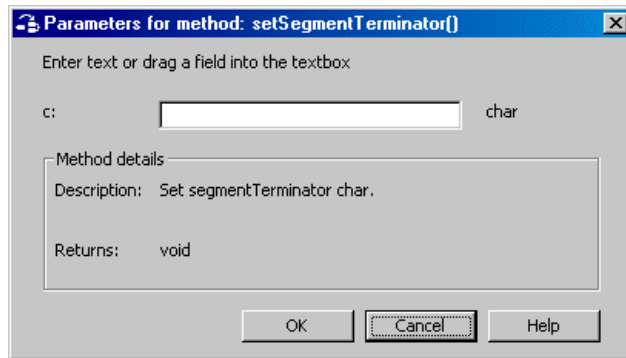 Parameters for method: setSegmentTerminator()
Enter text or drag a field into the textbox
c: char
Method details
Description: Set segmentTerminator char.
Returns: void
OK Cancel Help